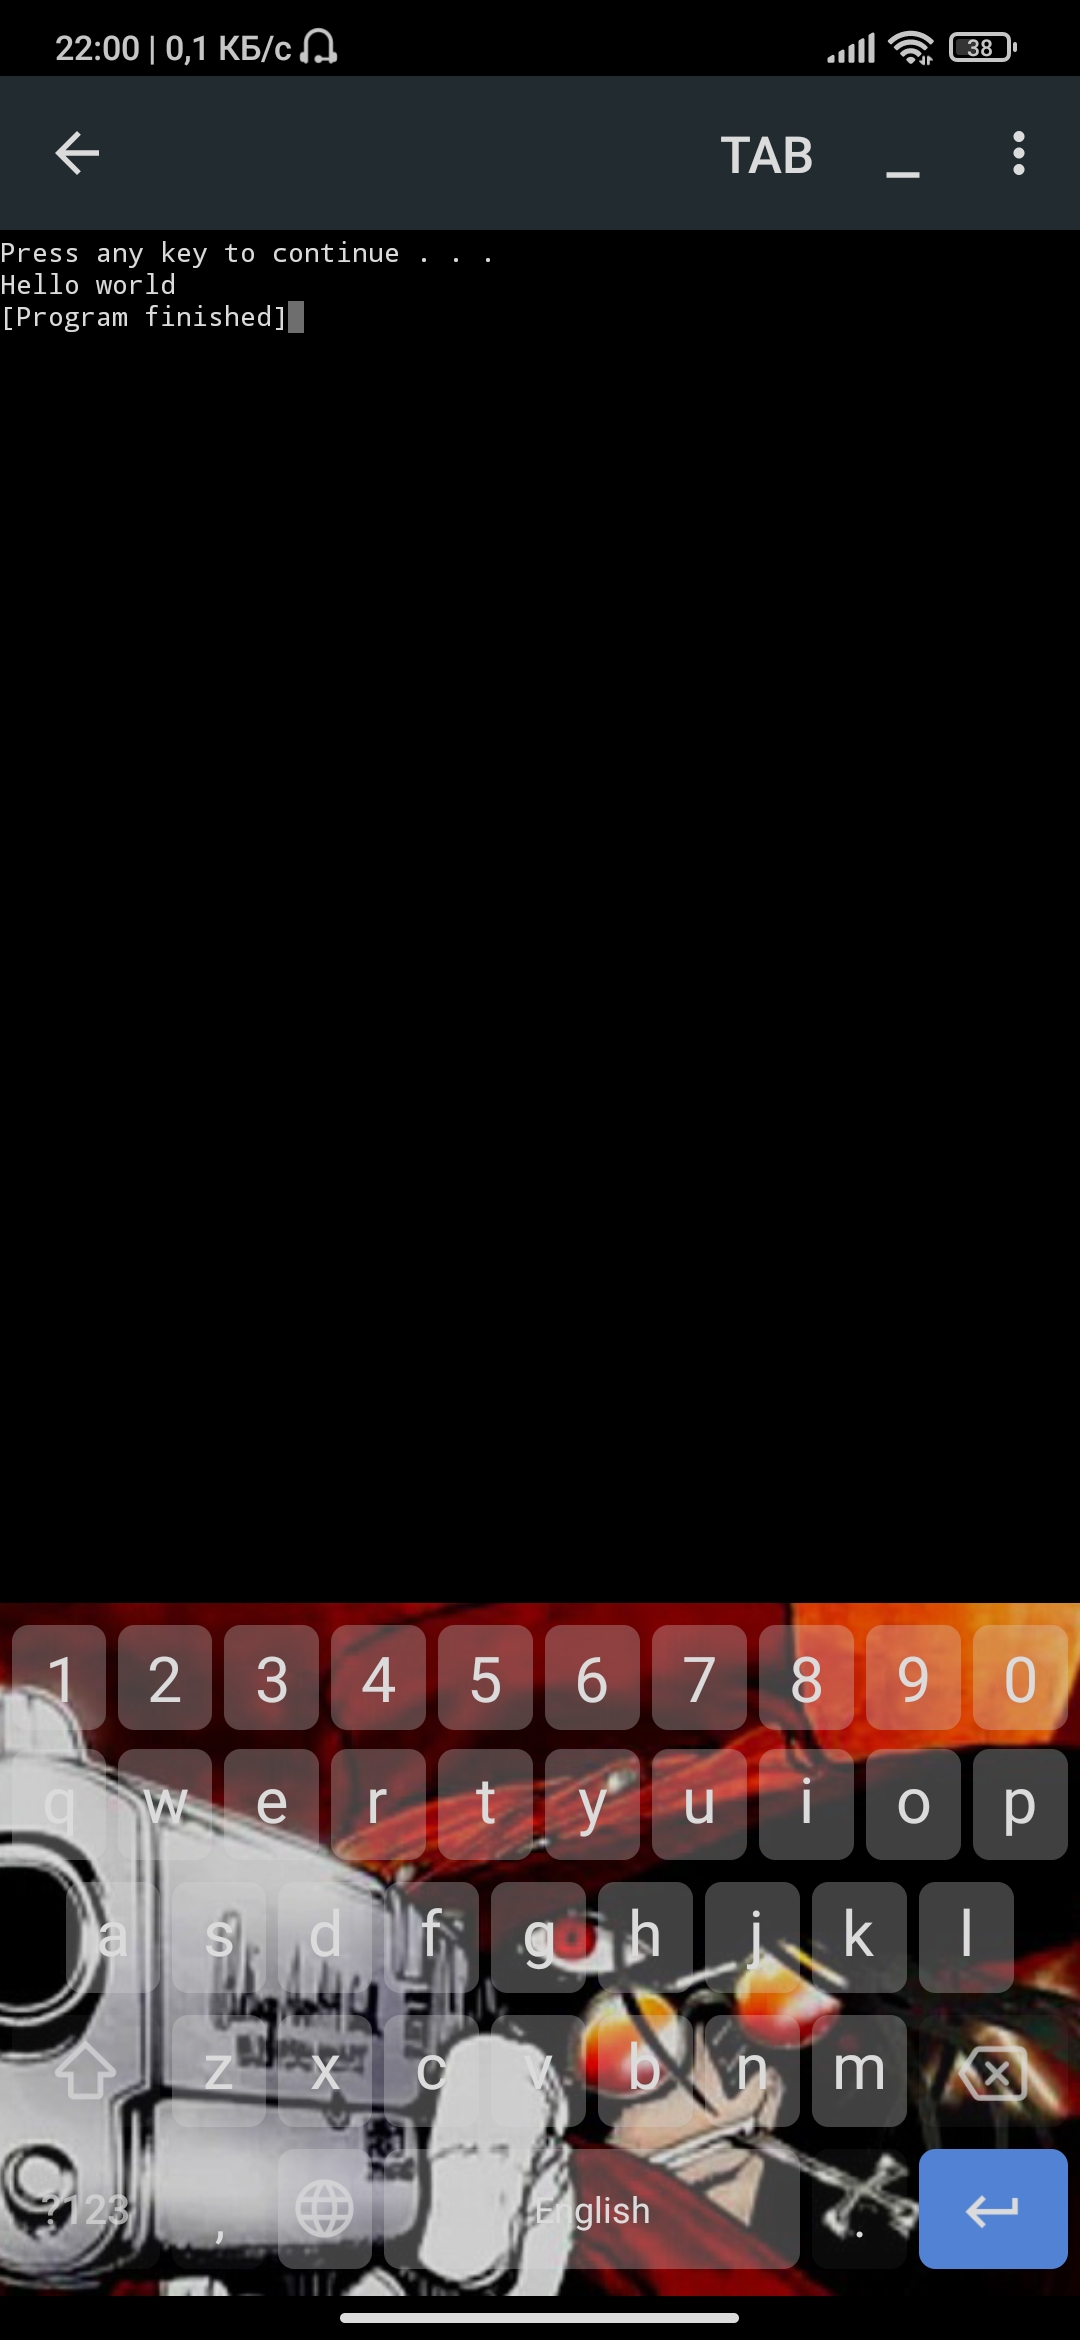 22:00 | 0,1 КБ/с 38
TAB _
Press any key to continue . . .
Hello world
[Program finished]
1 2 3 4 5 6 7 8 9 0
q w e r t y u i o p
a s d f g h j k l
z x c v b n m
?123 , English .